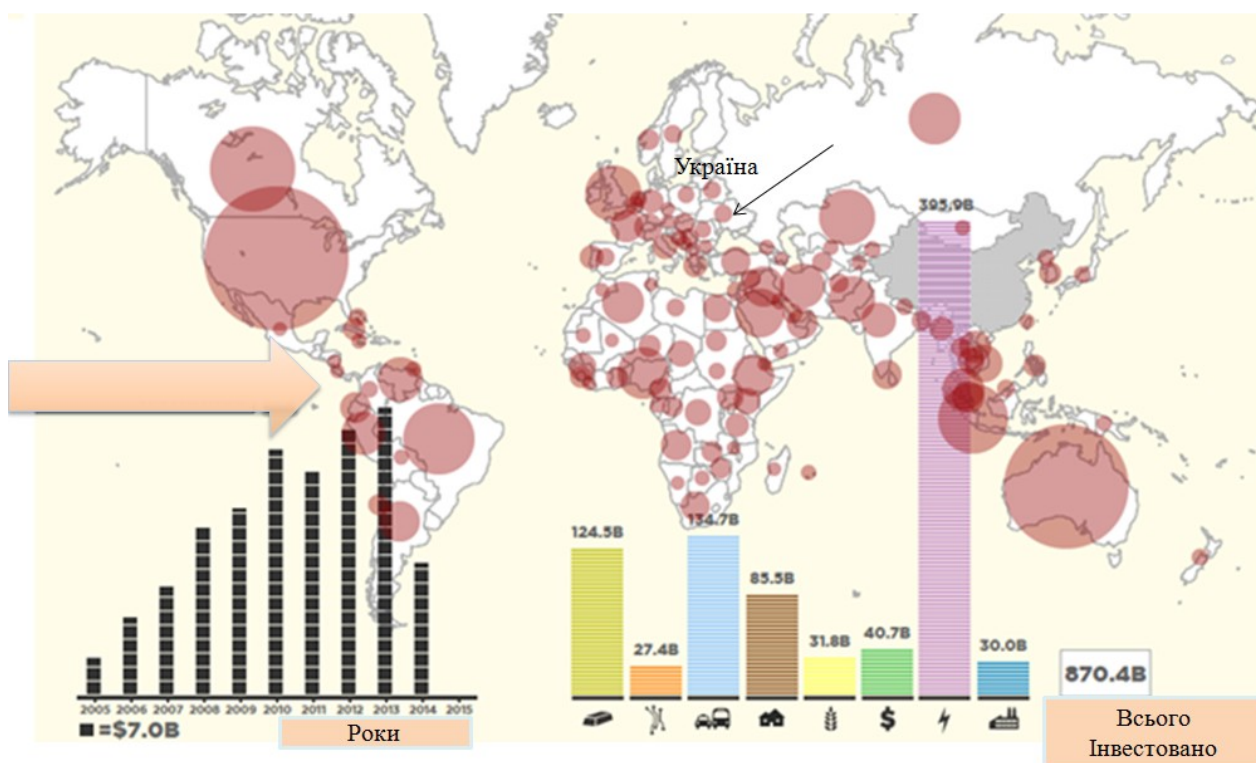 Україна
395.9B
124.5B
27.4B
134.7B
85.5B
31.8B
40.7B
30.0B
870.4B
2005 2006 2007 2008 2009 2010 2011 2012 2013 2014 2015
=$7.0B
Роки
$
Всього
Інвестовано